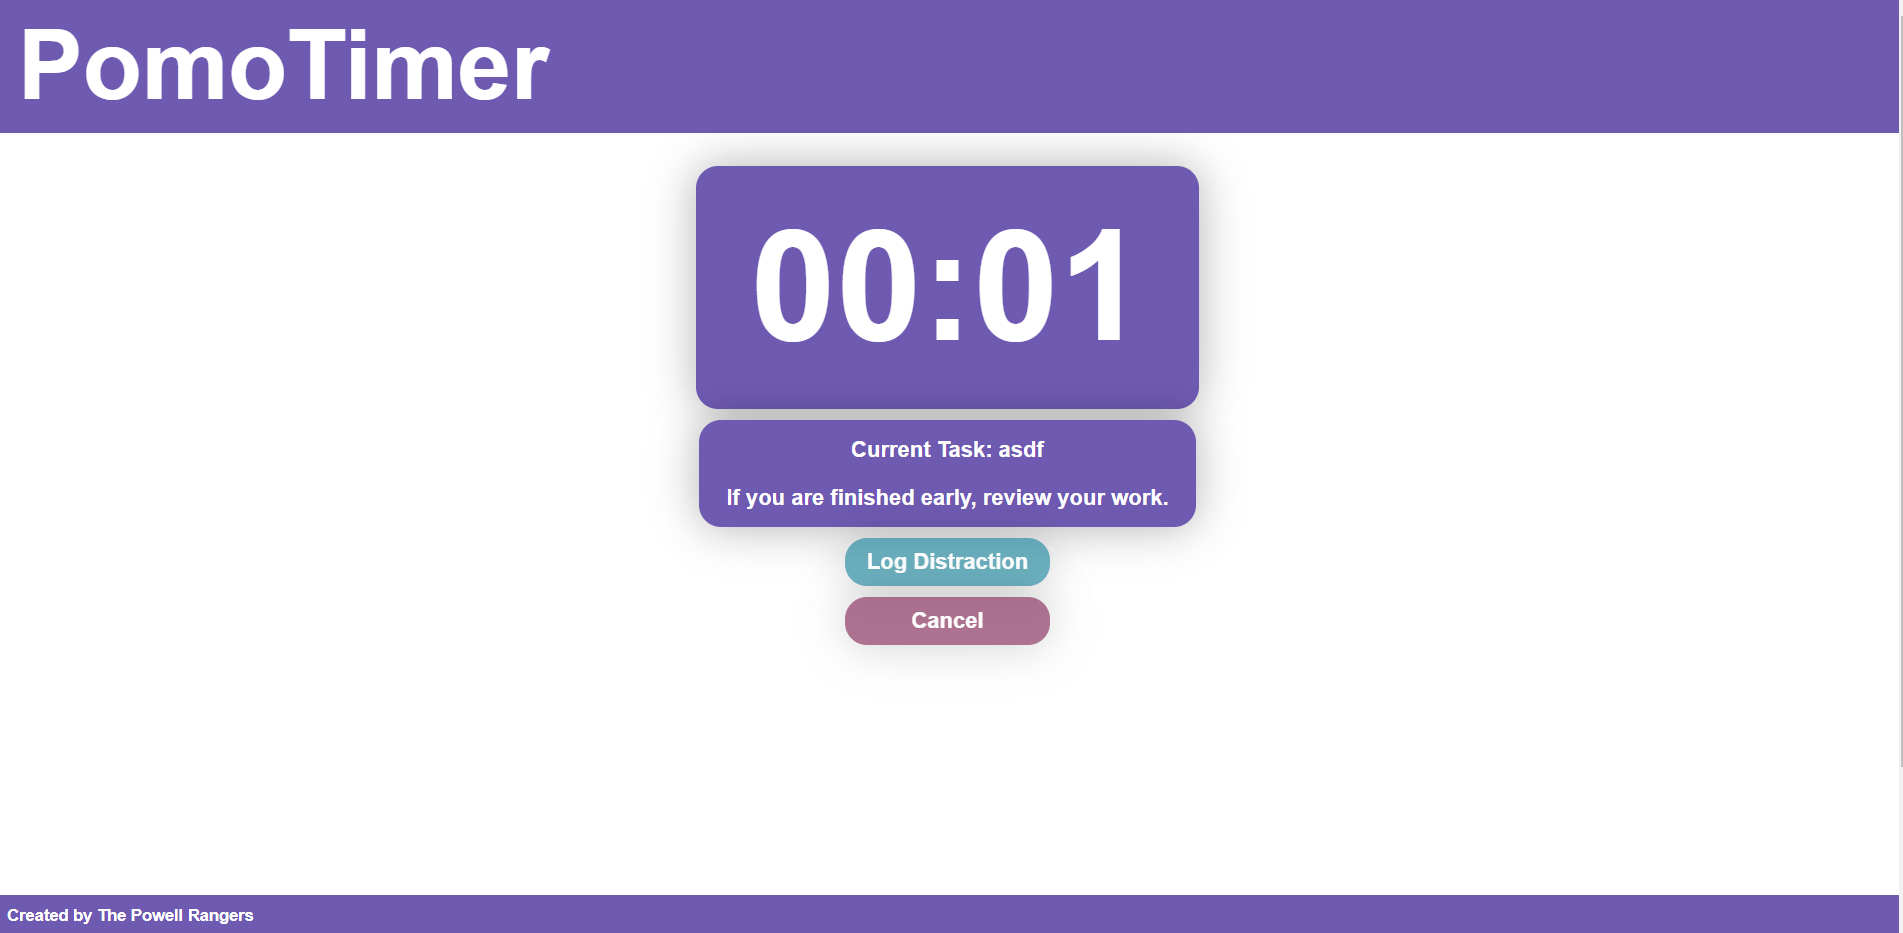 PomoTimer
00:01
Current Task: asdf
If you are finished early, review your work.
Log Distraction
Cancel
Created by The Powell Rangers